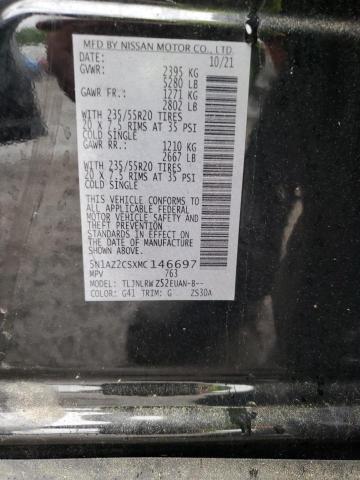 MFD BY NISSAN MOTOR CO., LTD.
DATE: 10/21
GVWR: 2395 KG
5280 LB
GAWR FR.: 1271 KG
2802 LB
WITH 235/55R20 TIRES
20 X 7.5 RIMS AT 35 PSI
COLD SINGLE
GAWR RR.: 1210 KG
2667 LB
WITH 235/55R20 TIRES
20 X 7.5 RIMS AT 35 PSI
COLD SINGLE
THIS VEHICLE CONFORMS TO
ALL APPLICABLE FEDERAL
MOTOR VEHICLE SAFETY
AND THEFT PREVENTION
STANDARDS IN EFFECT ON
THE DATE OF MANUFACTURE
SHOWN ABOVE.
5N1AZ2CSXMC 146697
MPV 763
MODEL: TLJNLRW Z52EUAN-B--
COLOR: G41 TRIM: G ZS3DA